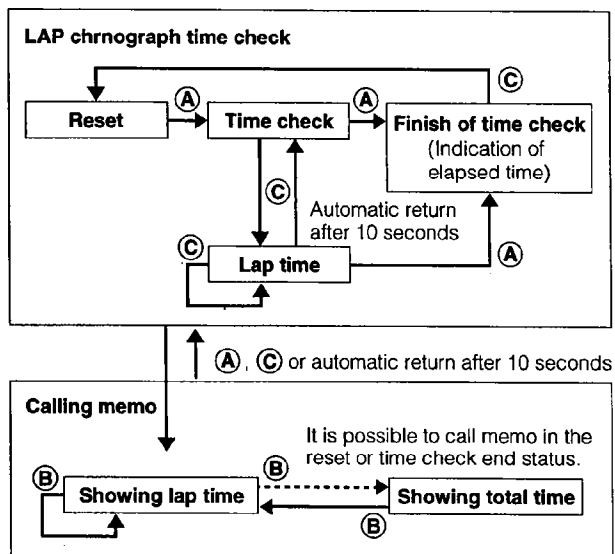 LAP chrnograph time check
C
A
A
Reset
Time check
Finish of time check
(Indication of
elapsed time)
C
Automatic return
after 10 seconds
C
Lap time
A
A, C or automatic return after 10 seconds
Calling memo
It is possible to call memo in the
reset or time check end status.
B
B
Showing lap time
Showing total time
B